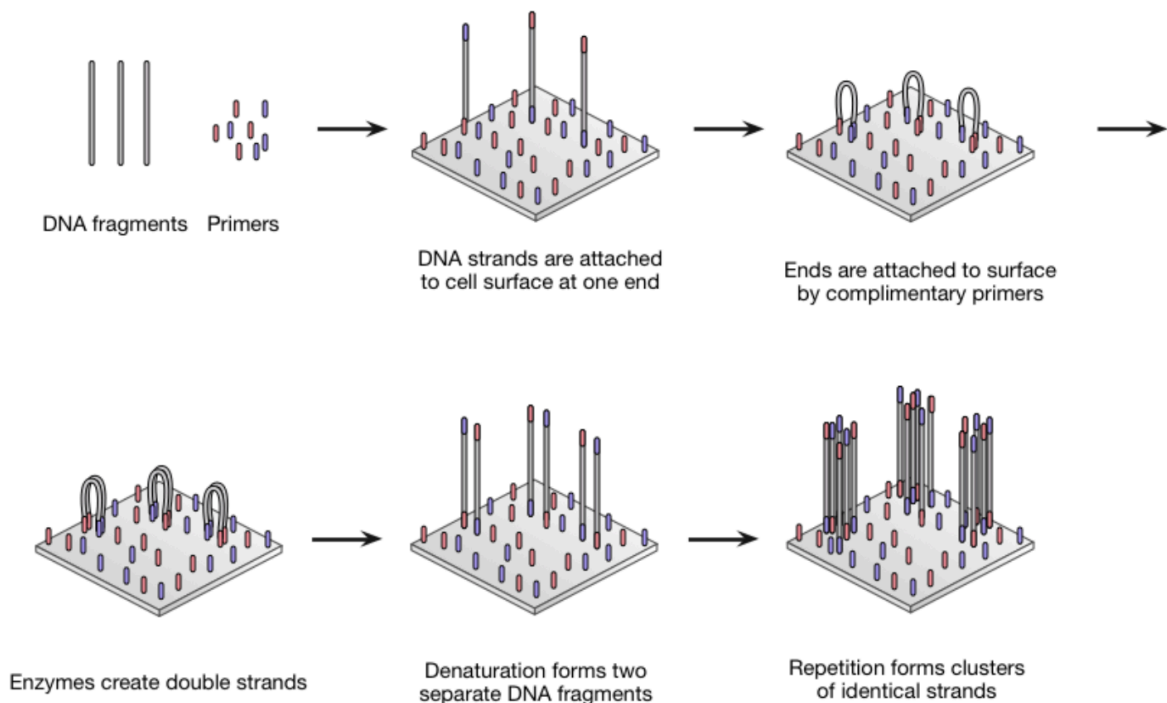 DNA fragments
Primers
DNA strands are attached
to cell surface at one end
Ends are attached to surface
by complimentary primers
Enzymes create double strands
Denaturation forms two
separate DNA fragments
Repetition forms clusters
of identical strands